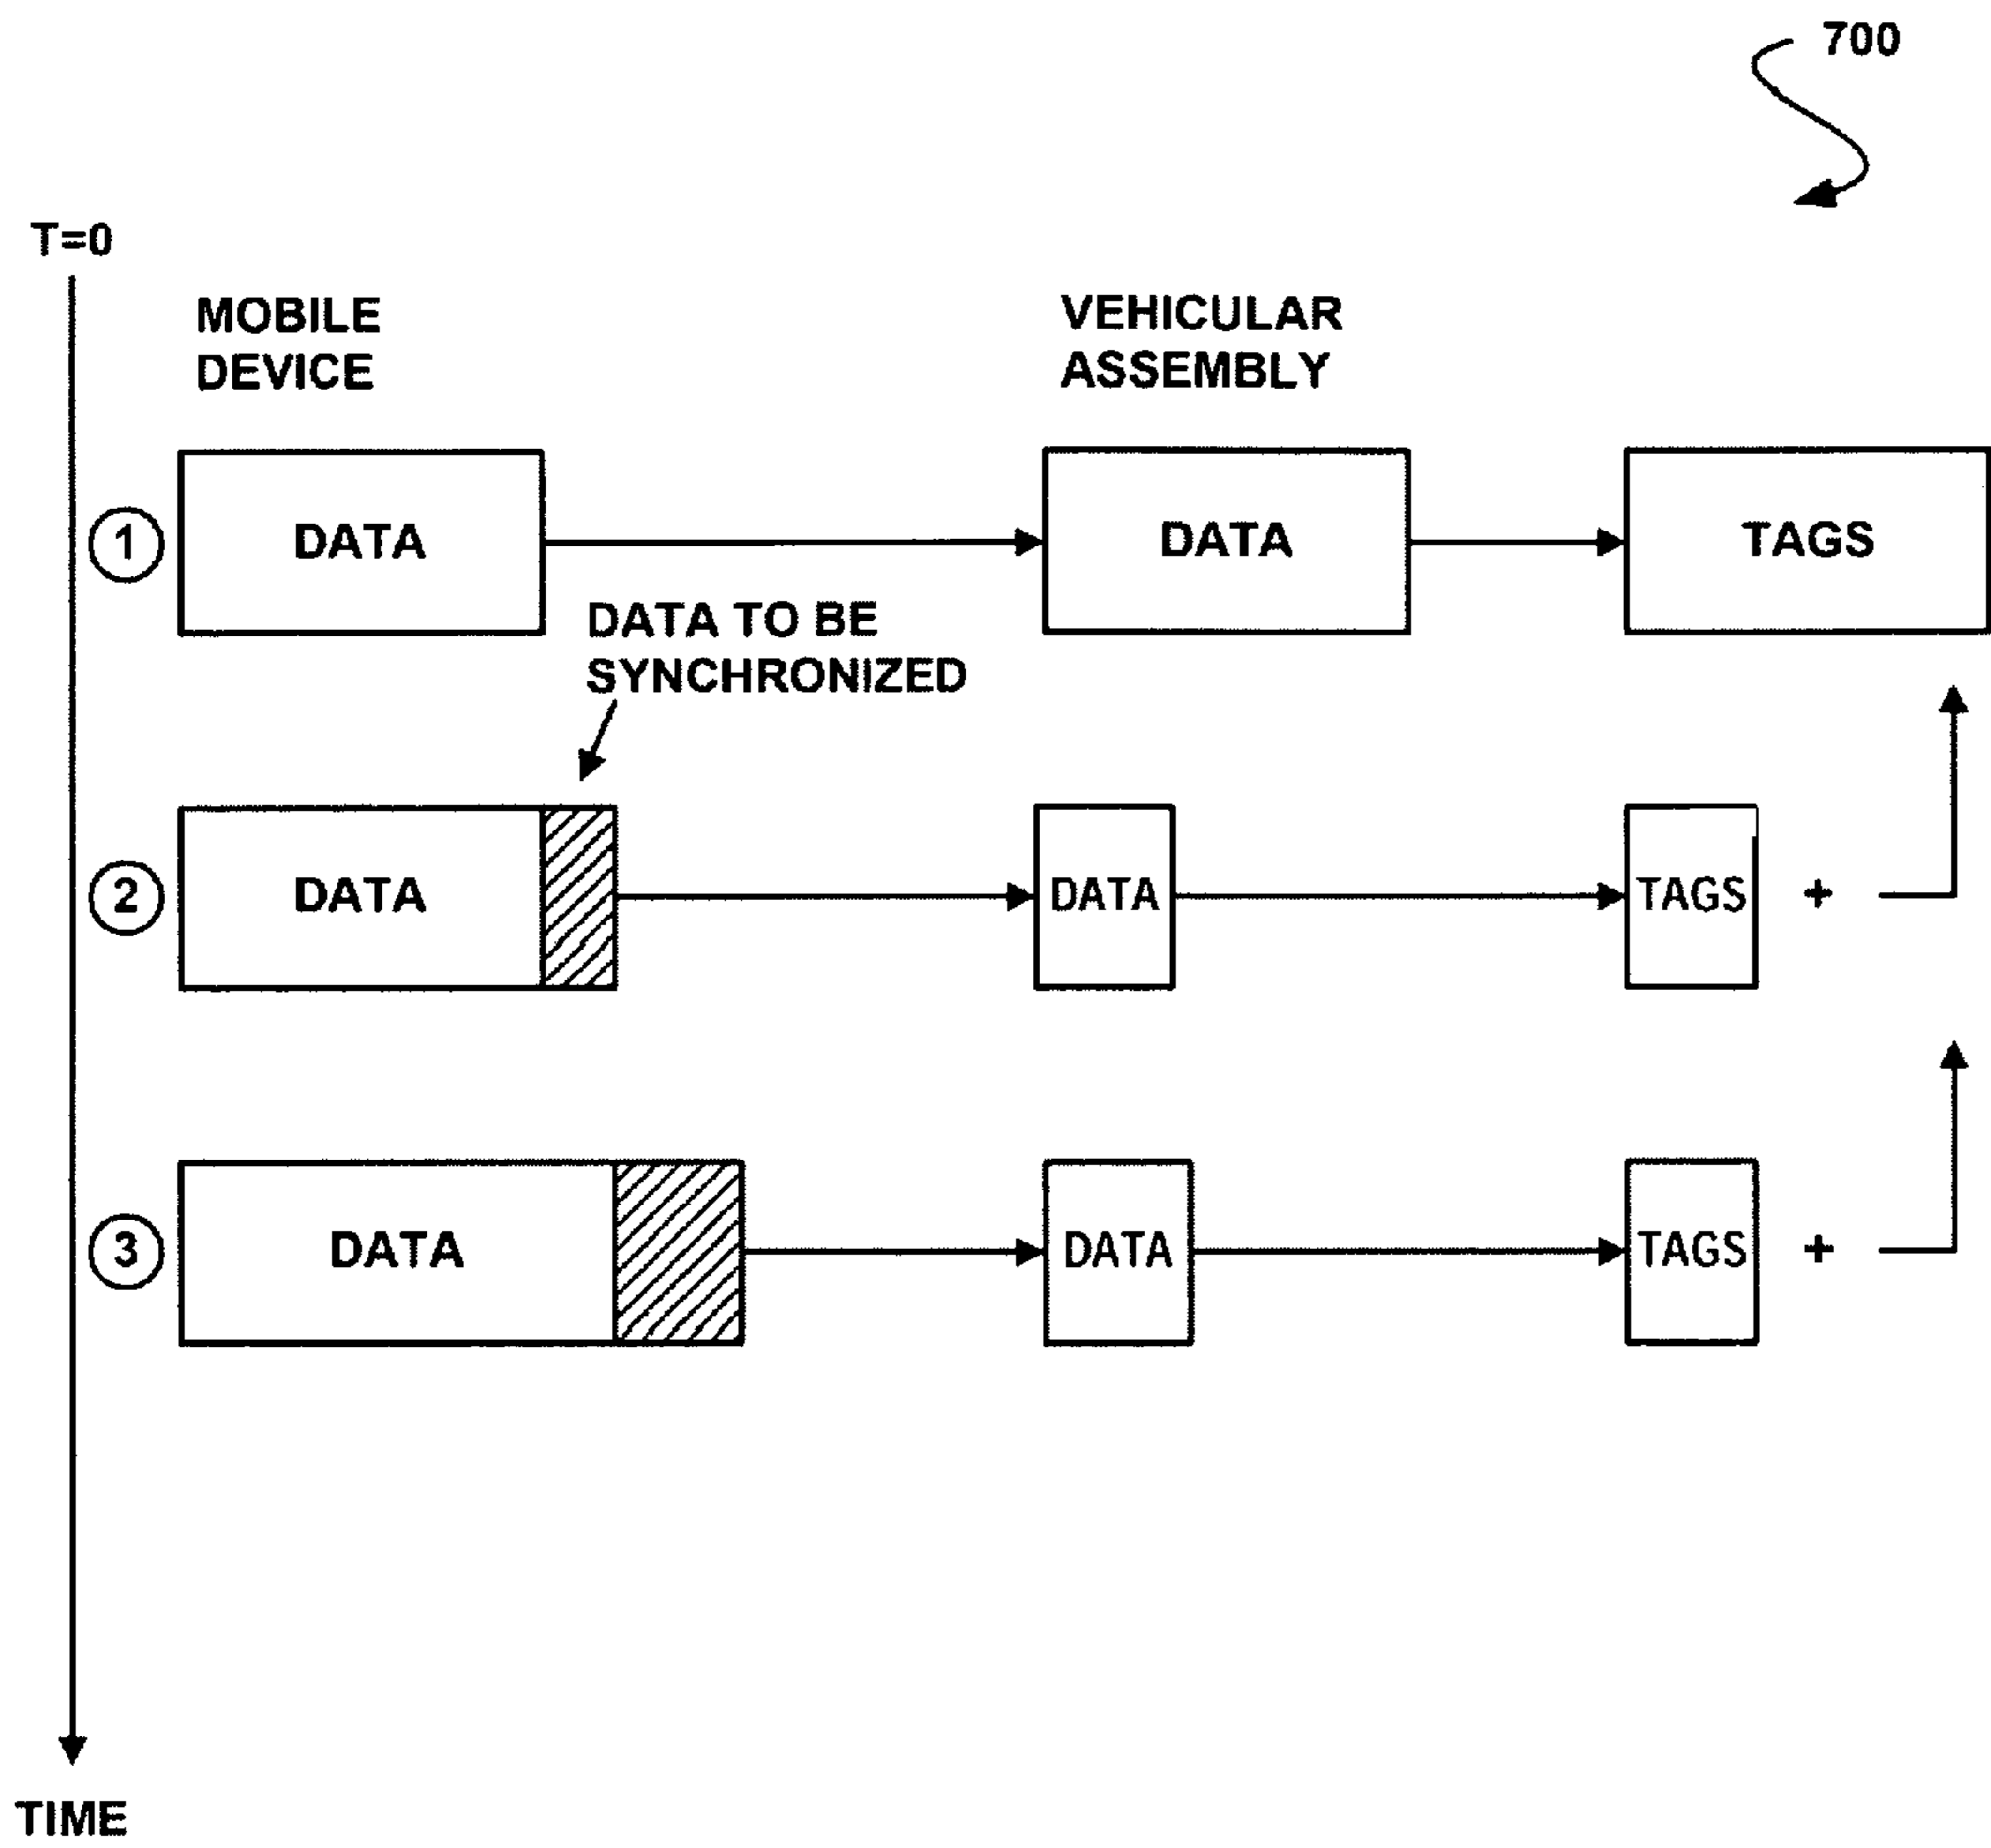 700
T=0
MOBILE
DEVICE
VEHICULAR
ASSEMBLY
1
DATA
DATA
TAGS
DATA TO BE
SYNCHRONIZED
2
DATA
DATA
TAGS
+
3
DATA
DATA
TAGS
+
TIME